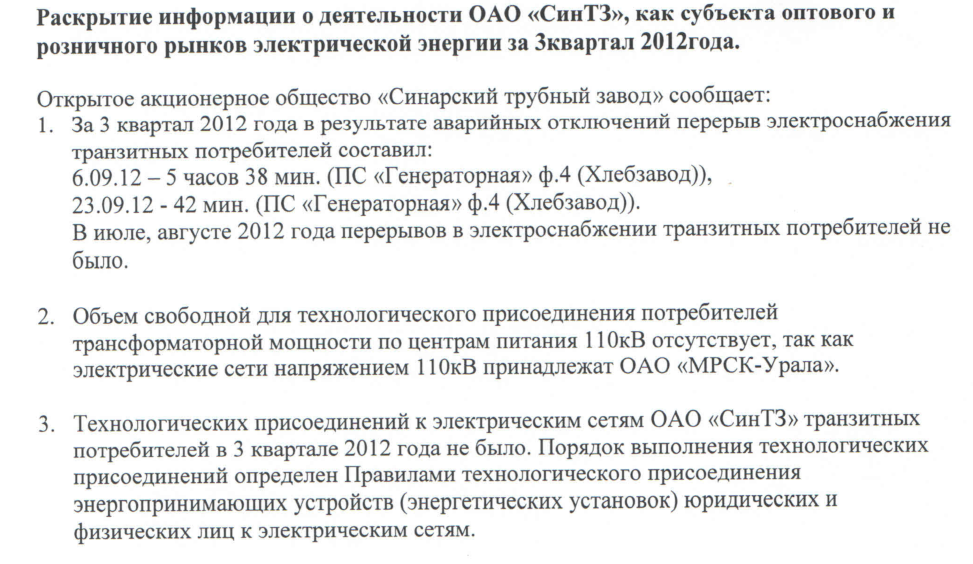 Раскрытие информации о деятельности ОАО «СинТЗ», как субъекта оптового и
розничного рынков электрической энергии за 3квартал 2012года.
Открытое акционерное общество «Синарский трубный завод» сообщает:
1. За 3 квартал 2012 года в результате аварийных отключений перерыв электроснабжения
транзитных потребителей составил:
6.09.12 – 5 часов 38 мин. (ПС «Генераторная» ф.4 (Хлебзавод)),
23.09.12 - 42 мин. (ПС «Генераторная» ф.4 (Хлебзавод)).
В июле, августе 2012 года перерывов в электроснабжении транзитных потребителей не
было.
2. Объем свободной для технологического присоединения потребителей
трансформаторной мощности по центрам питания 110кВ отсутствует, так как
электрические сети напряжением 110кВ принадлежат ОАО «МРСК-Урала».
3. Технологических присоединений к электрическим сетям ОАО «СинТЗ» транзитных
потребителей в 3 квартале 2012 года не было. Порядок выполнения технологических
присоединений определен Правилами технологического присоединения
энергопринимающих устройств (энергетических установок) юридических и
физических лиц к электрическим сетям.